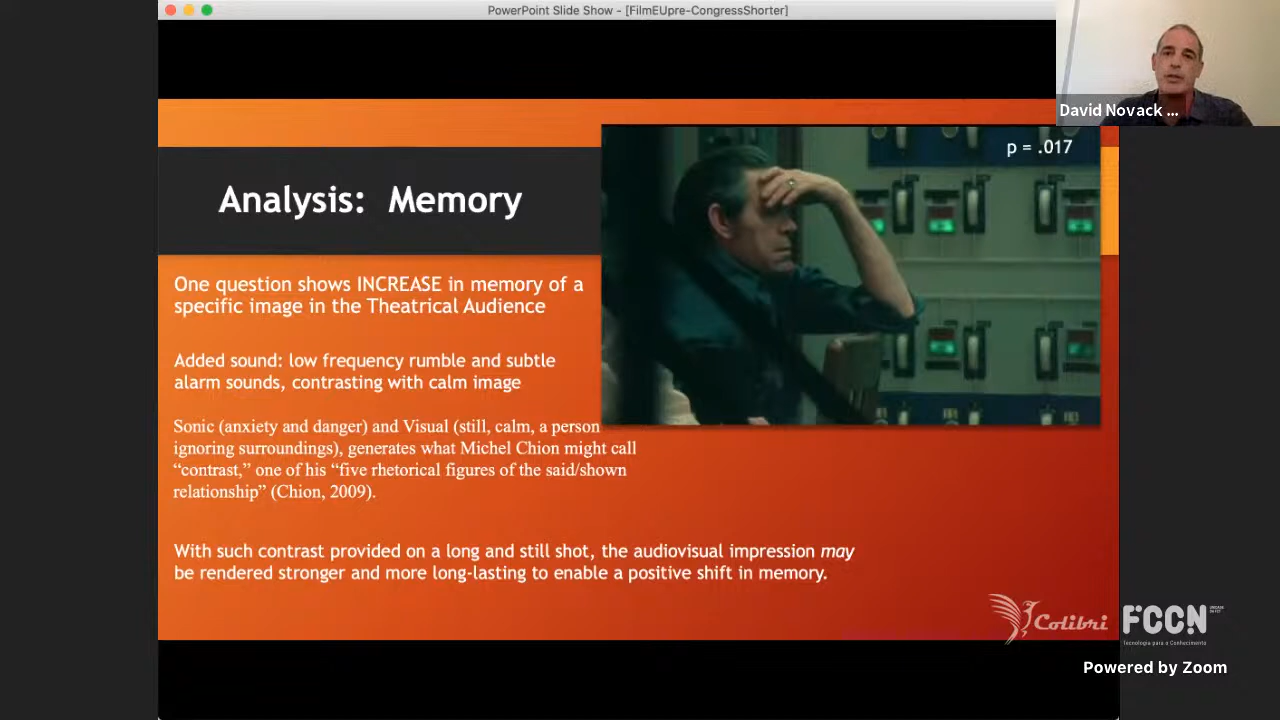 PowerPoint Slide Show - [FilmEUpre-CongressShorter]
David Novack ...
p = .017
Analysis: Memory
One question shows INCREASE in memory of a
specific image in the Theatrical Audience
Added sound: low frequency rumble and subtle
alarm sounds, contrasting with calm image
Sonic (anxiety and danger) and Visual (still, calm, a person
ignoring surroundings), generates what Michel Chion might call
“contrast,” one of his “five rhetorical figures of the said/shown
relationship” (Chion, 2009).
With such contrast provided on a long and still shot, the audiovisual impression may
be rendered stronger and more long-lasting to enable a positive shift in memory.
Colibri
FCCN
Tecnologia para o Conhecimento
Powered by Zoom